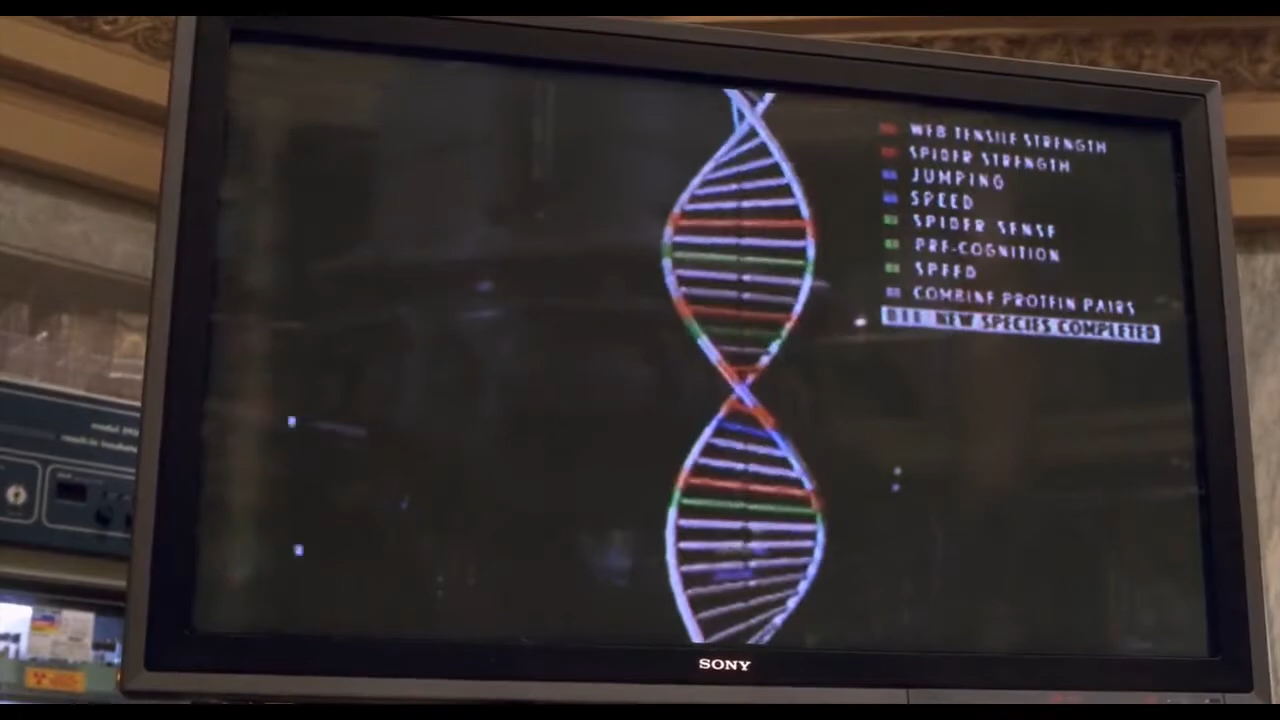 WEB TENSILE STRENGTH
SPIDER STRENGTH
JUMPING
SPEED
SPIDER SENSE
PRE-COGNITION
SPEED
COMBINE PROTEIN PAIRS
NEW SPECIES COMPLETED
SONY